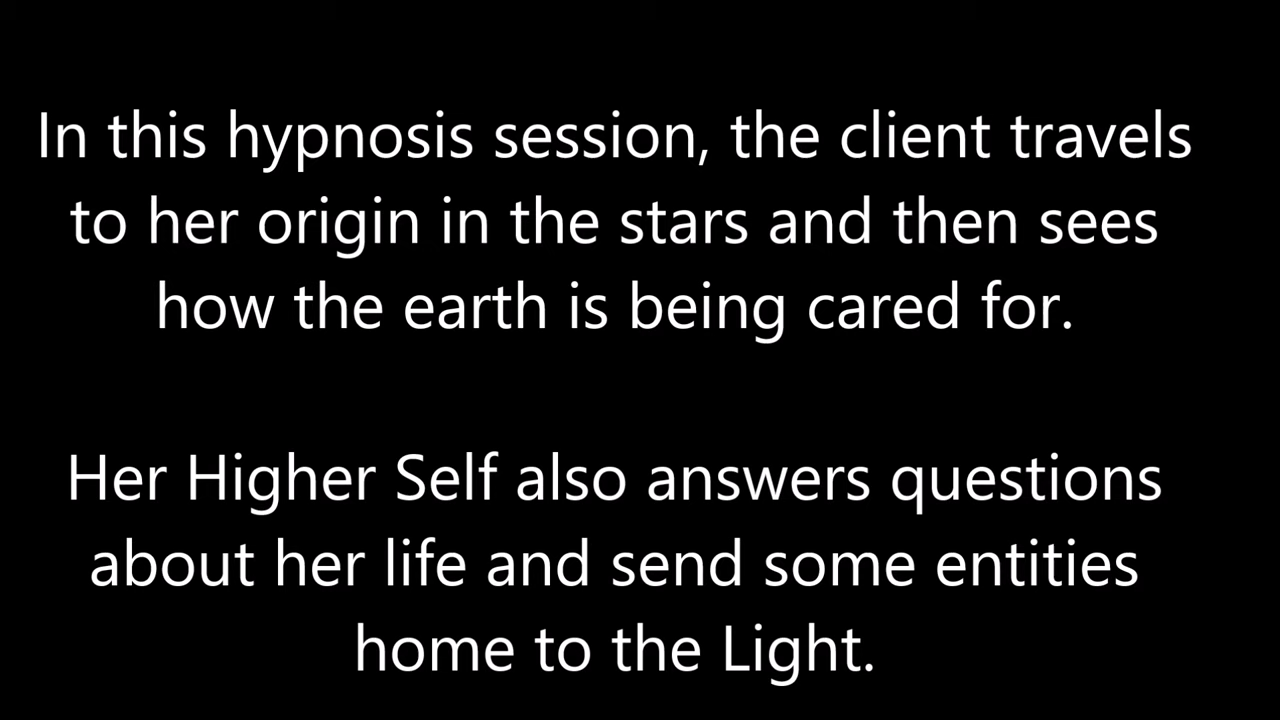 In this hypnosis session, the client travels
to her origin in the stars and then sees
how the earth is being cared for.
Her Higher Self also answers questions
about her life and send some entities
home to the Light.